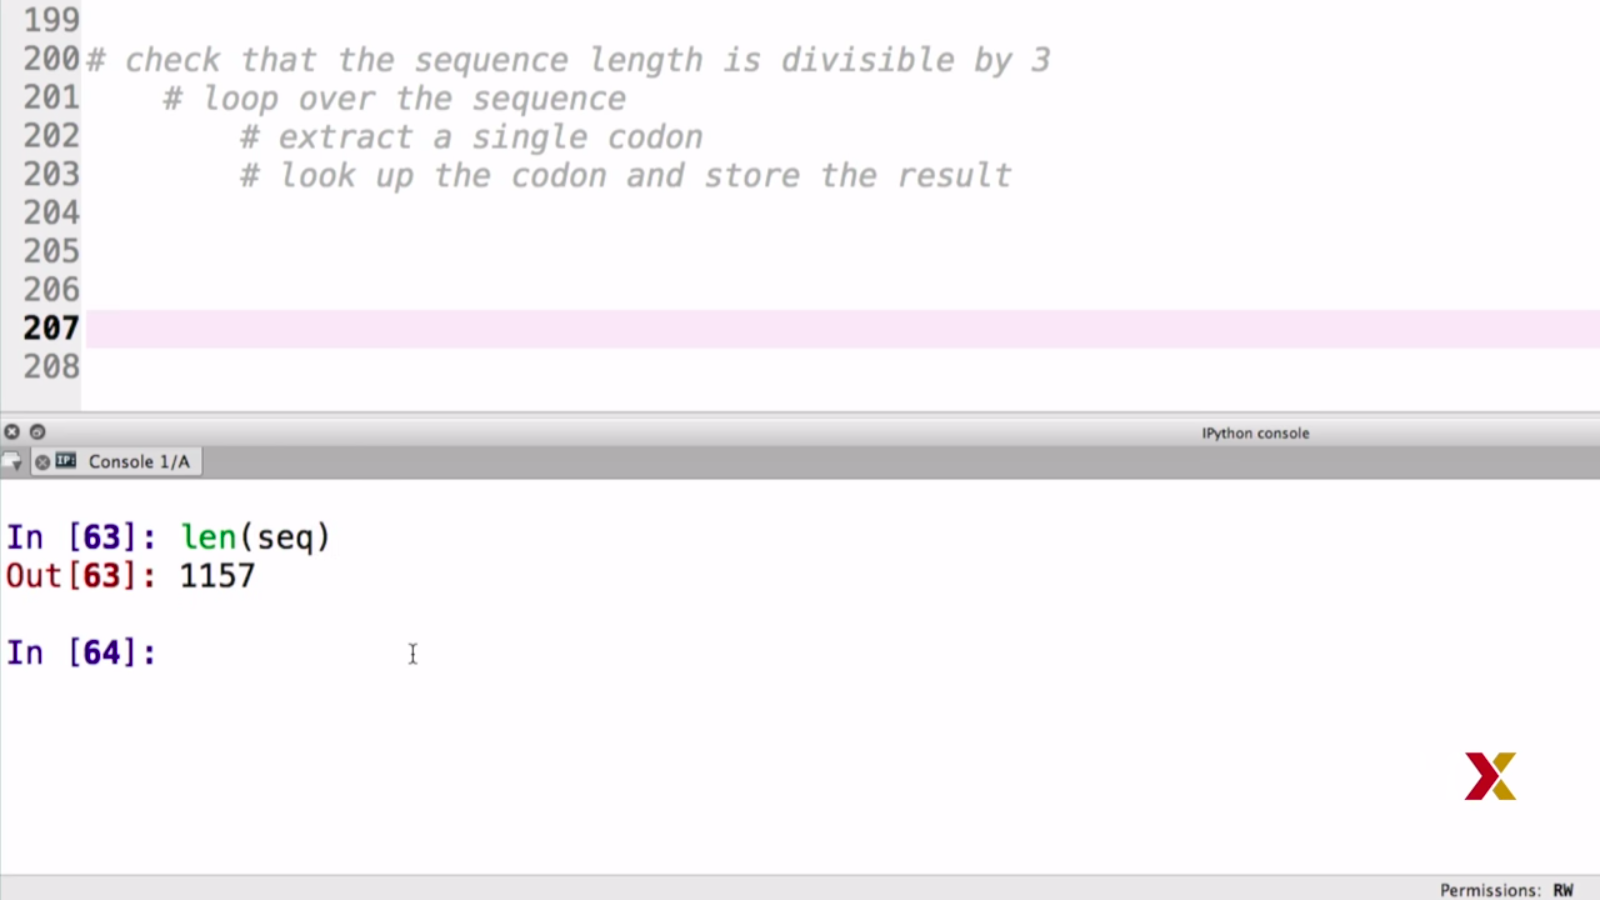 199
200 # check that the sequence length is divisible by 3
201 # loop over the sequence
202 # extract a single codon
203 # look up the codon and store the result
204
205
206
207
208
IPython console
IP: Console 1/A
In [63]: len(seq)
Out[63]: 1157
In [64]:
X
Permissions: RW